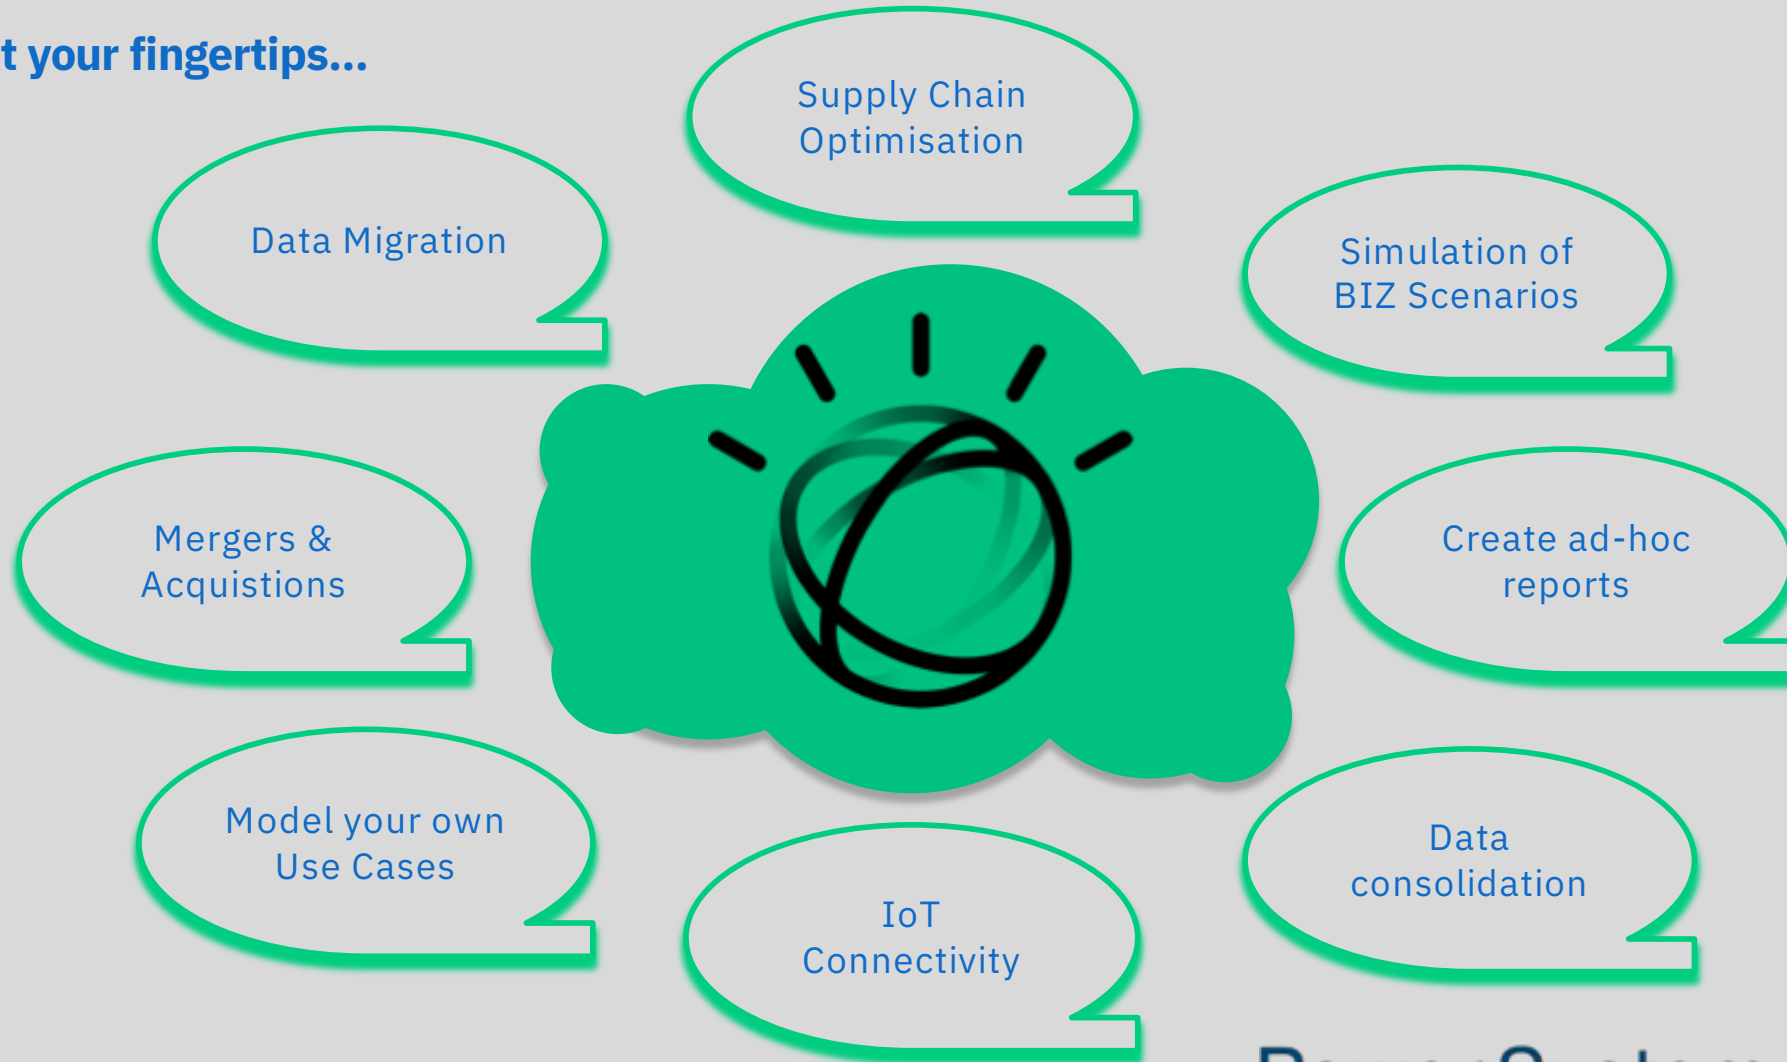 t your fingertips...
Supply Chain
Optimisation
Data Migration
Simulation of
BIZ Scenarios
Mergers &
Acquistions
Create ad-hoc
reports
Model your own
Use Cases
Data
consolidation
IoT
Connectivity